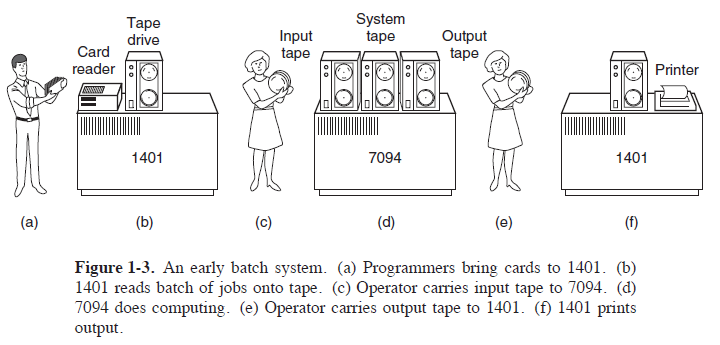 Tape
drive
Card
reader
Input
tape
System
tape
Output
tape
Printer
1401
7094
1401
(a)
(b)
(c)
(d)
(e)
(f)
Figure 1-3. An early batch system. (a) Programmers bring cards to 1401. (b)
1401 reads batch of jobs onto tape. (c) Operator carries input tape to 7094. (d)
7094 does computing. (e) Operator carries output tape to 1401. (f) 1401 prints
output.